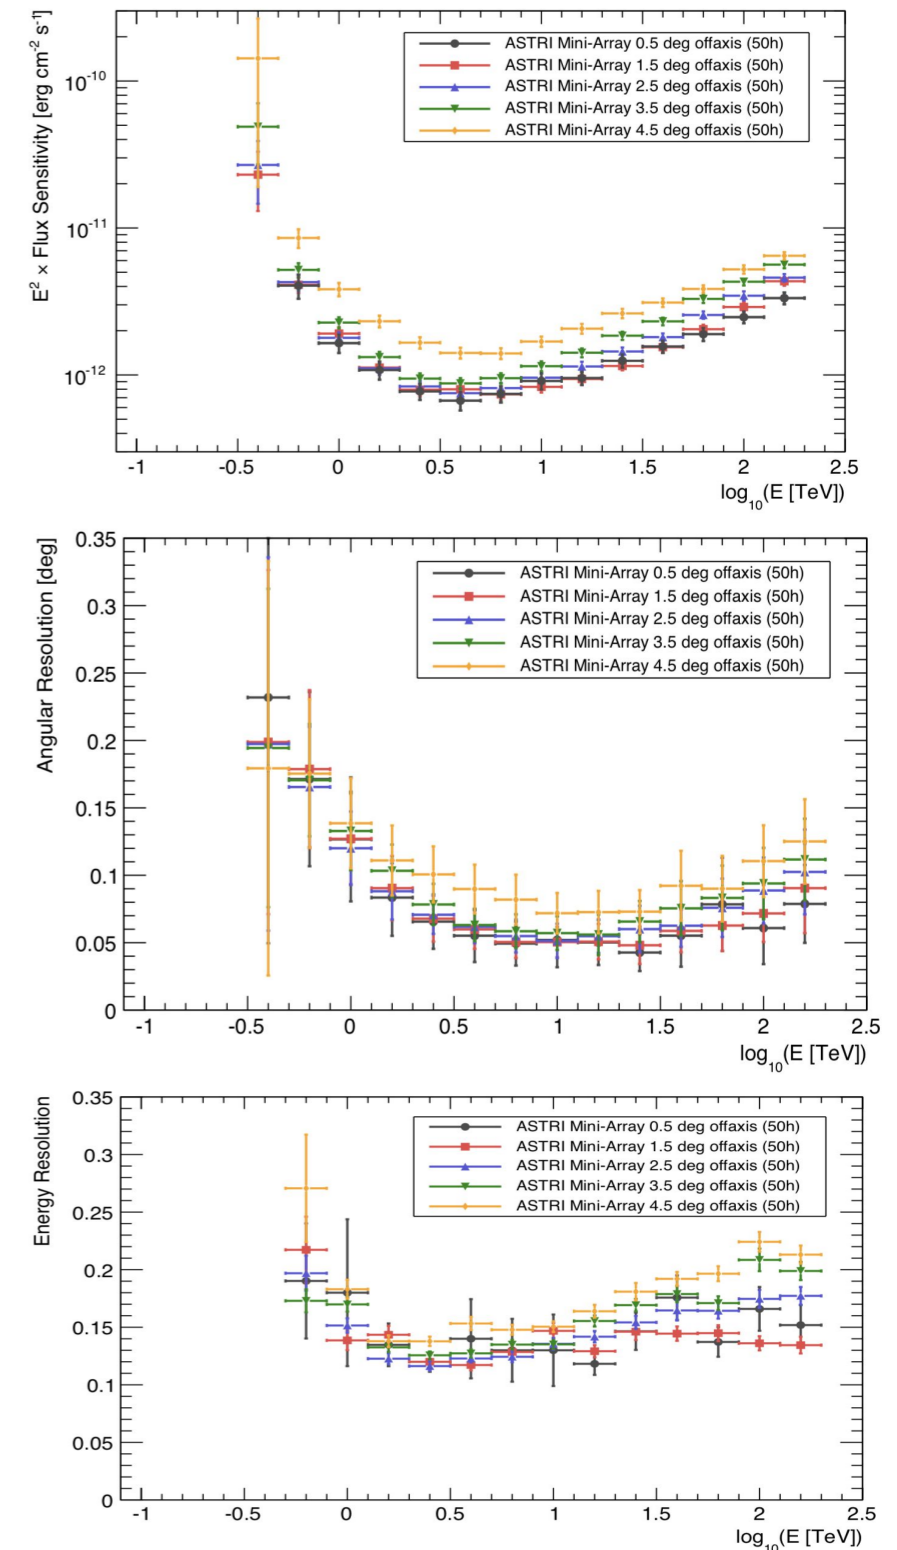 E² × Flux Sensitivity [erg cm⁻² s⁻¹]
10⁻¹⁰
10⁻¹¹
10⁻¹²
ASTRI Mini-Array 0.5 deg offaxis (50h)
ASTRI Mini-Array 1.5 deg offaxis (50h)
ASTRI Mini-Array 2.5 deg offaxis (50h)
ASTRI Mini-Array 3.5 deg offaxis (50h)
ASTRI Mini-Array 4.5 deg offaxis (50h)
-1 -0.5 0 0.5 1 1.5 2 2.5
log₁₀(E [TeV])
Angular Resolution [deg]
0.35
0.3
0.25
0.2
0.15
0.1
0.05
0
ASTRI Mini-Array 0.5 deg offaxis (50h)
ASTRI Mini-Array 1.5 deg offaxis (50h)
ASTRI Mini-Array 2.5 deg offaxis (50h)
ASTRI Mini-Array 3.5 deg offaxis (50h)
ASTRI Mini-Array 4.5 deg offaxis (50h)
-1 -0.5 0 0.5 1 1.5 2 2.5
log₁₀(E [TeV])
Energy Resolution
0.35
0.3
0.25
0.2
0.15
0.1
0.05
0
ASTRI Mini-Array 0.5 deg offaxis (50h)
ASTRI Mini-Array 1.5 deg offaxis (50h)
ASTRI Mini-Array 2.5 deg offaxis (50h)
ASTRI Mini-Array 3.5 deg offaxis (50h)
ASTRI Mini-Array 4.5 deg offaxis (50h)
-1 -0.5 0 0.5 1 1.5 2 2.5
log₁₀(E [TeV])